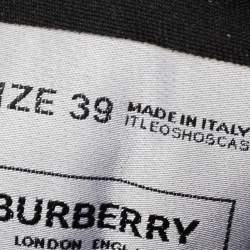 IZE 39 MADE IN ITALY
ITLEOSHOSCAS
BURBERRY
LONDON ENGL